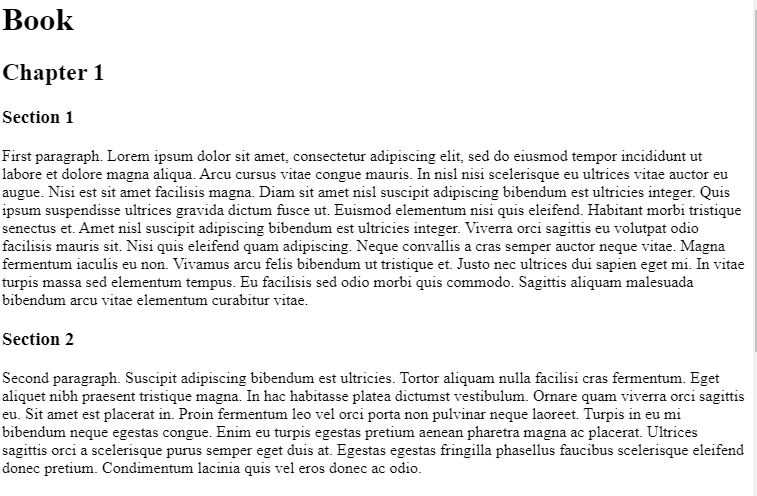 Book
Chapter 1
Section 1
First paragraph. Lorem ipsum dolor sit amet, consectetur adipiscing elit, sed do eiusmod tempor incididunt ut
labore et dolore magna aliqua. Arcu cursus vitae congue mauris. In nisl nisi scelerisque eu ultrices vitae auctor eu
augue. Nisi est sit amet facilisis magna. Diam sit amet nisl suscipit adipiscing bibendum est ultricies integer. Quis
ipsum suspendisse ultrices gravida dictum fusce ut. Euismod elementum nisi quis eleifend. Habitant morbi tristique
senectus et. Amet nisl suscipit adipiscing bibendum est ultricies integer. Viverra orci sagittis eu volutpat odio
facilisis mauris sit. Nisi quis eleifend quam adipiscing. Neque convallis a cras semper auctor neque vitae. Magna
fermentum iaculis eu non. Vivamus arcu felis bibendum ut tristique et. Justo nec ultrices dui sapien eget mi. In vitae
turpis massa sed elementum tempus. Eu facilisis sed odio morbi quis commodo. Sagittis aliquam malesuada
bibendum arcu vitae elementum curabitur vitae.
Section 2
Second paragraph. Suscipit adipiscing bibendum est ultricies. Tortor aliquam nulla facilisi cras fermentum. Eget
aliquet nibh praesent tristique magna. In hac habitasse platea dictumst vestibulum. Ornare quam viverra orci sagittis
eu. Sit amet est placerat in. Proin fermentum leo vel orci porta non pulvinar neque laoreet. Turpis in eu mi
bibendum neque egestas congue. Enim eu turpis egestas pretium aenean pharetra magna ac placerat. Ultrices
sagittis orci a scelerisque purus semper eget duis at. Egestas egestas fringilla phasellus faucibus scelerisque eleifend
donec pretium. Condimentum lacinia quis vel eros donec ac odio.